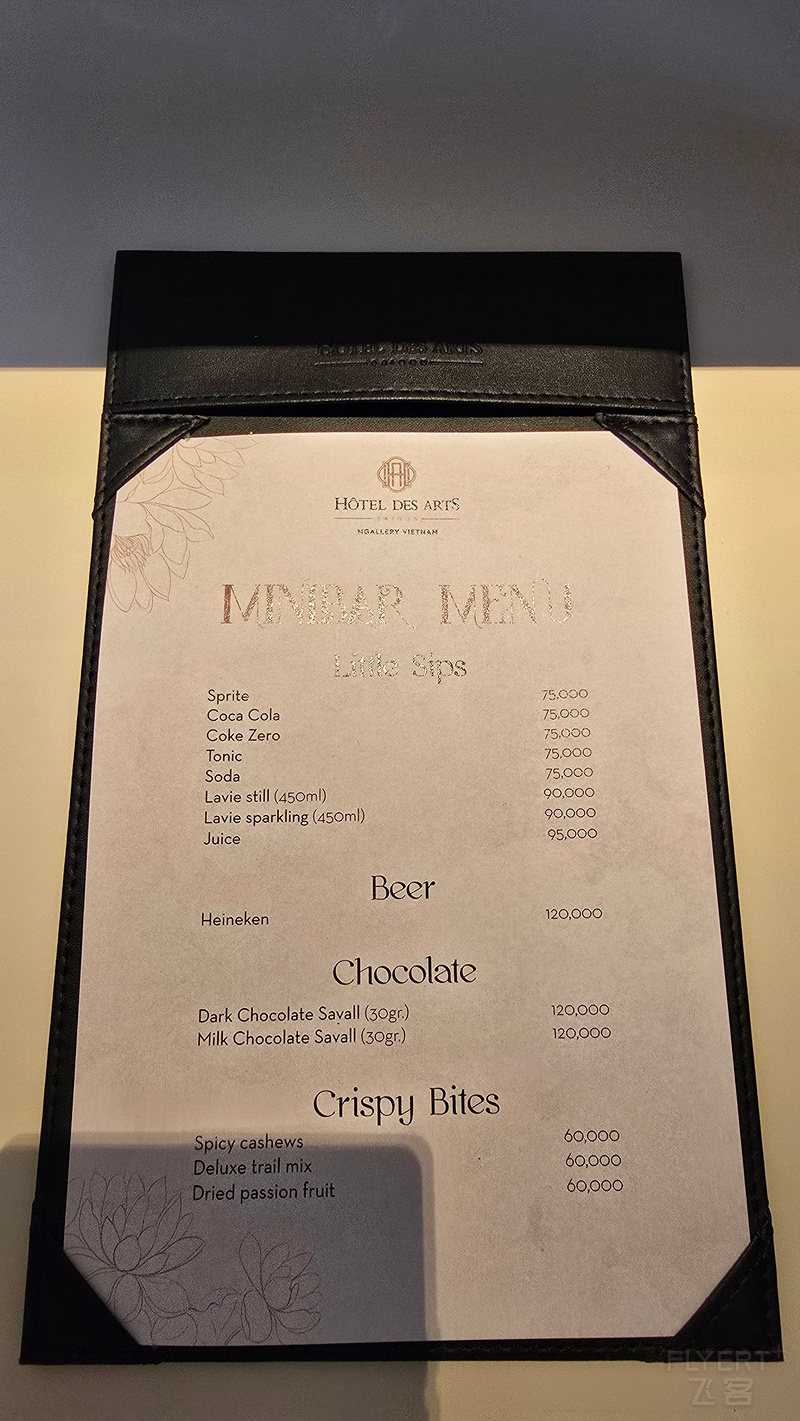 HÔTEL DES ARTS
SAIGON
HÔTEL DES ARTS
SAIGON
MGALLERY VIETNAM
MINIBAR MENU
Little Sips
Sprite 75,000
Coca Cola 75,000
Coke Zero 75,000
Tonic 75,000
Soda 75,000
Lavie still (450ml) 90,000
Lavie sparkling (450ml) 90,000
Juice 95,000
Beer
Heineken 120,000
Chocolate
Dark Chocolate Savall (30gr.) 120,000
Milk Chocolate Savall (30gr.) 120,000
Crispy Bites
Spicy cashews 60,000
Deluxe trail mix 60,000
Dried passion fruit 60,000
FLYERT
飞客